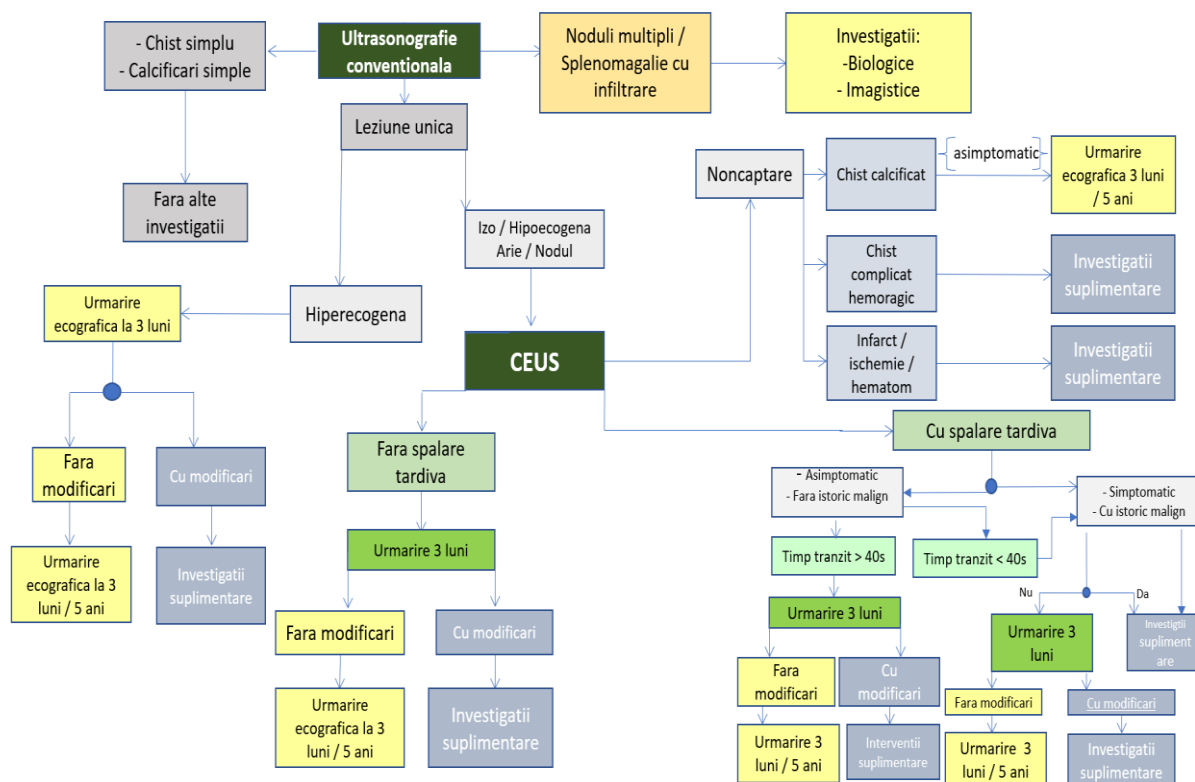 - Chist simplu
- Calcificari simple
Ultrasonografie
conventionala
Noduli multipli /
Splenomagalie cu
infiltrare
Investigatii:
-Biologice
- Imagistice
Leziune unica
Fara alte
investigatii
Izo / Hipoecogena
Arie / Nodul
Noncaptare
Chist calcificat
asimptomatic
Urmarire
ecografica 3 luni
/ 5 ani
Chist
complicat
hemoragic
Investigatii
suplimentare
Infarct /
ischemie /
hematom
Investigatii
suplimentare
Urmarire
ecografica la 3
luni
Hiperecogena
CEUS
Fara
modificari
Cu modificari
Urmarire
ecografica la 3
luni / 5 ani
Investigatii
suplimentare
Fara spalare
tardiva
Urmarire 3 luni
Fara modificari
Cu modificari
Urmarire
ecografica la 3
luni / 5 ani
Investigatii
suplimentare
Cu spalare tardiva
- Asimptomatic
- Fara istoric malign
- Simptomatic
- Cu istoric malign
Timp tranzit > 40s
Timp tranzit < 40s
Urmarire 3 luni
Fara
modificari
Cu
modificari
Urmarire 3
luni / 5 ani
Interventii
suplimentare
Nu
Da
Urmarire 3
luni
Investigtii
supliment
are
Fara modificari
Cu modificari
Urmarire 3
luni / 5 ani
Investigatii
suplimentare